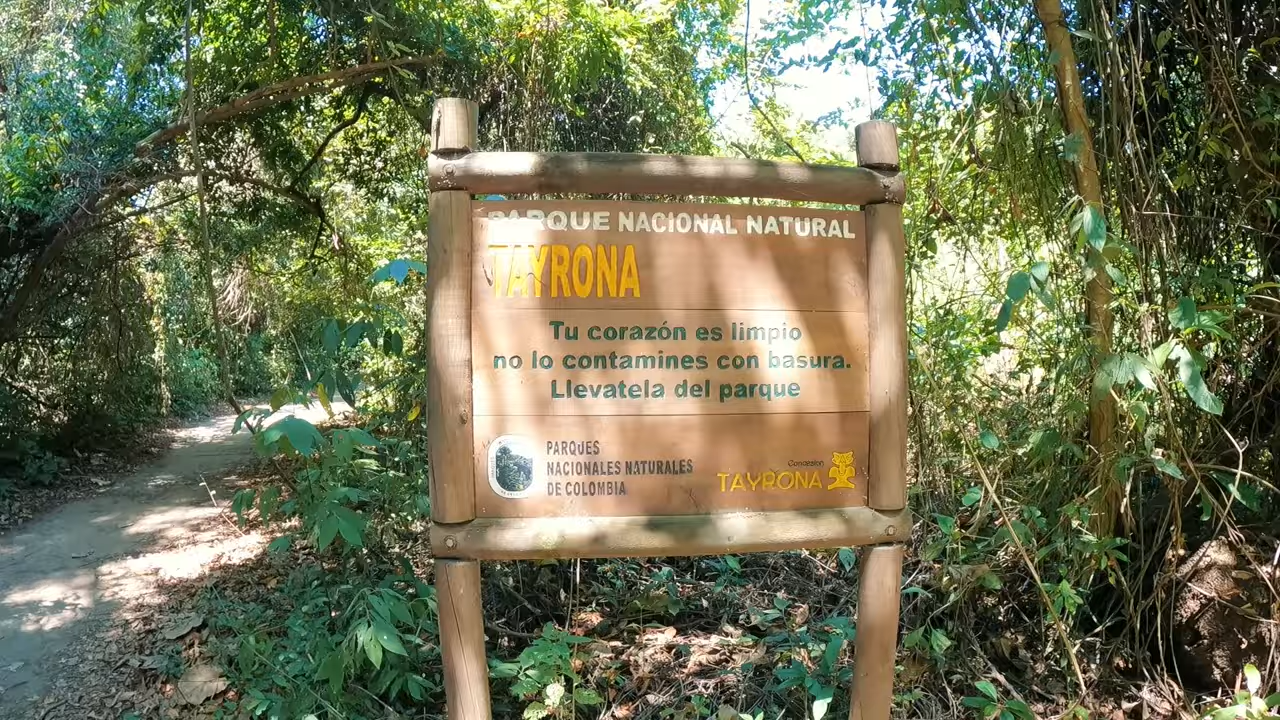 PARQUE NACIONAL NATURAL
TAYRONA
Tu corazón es limpio
no lo contamines con basura.
Llevatela del parque
PARQUES
NACIONALES NATURALES
DE COLOMBIA
Concesión
TAYRONA